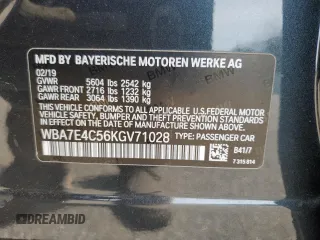 MFD BY BAYERISCHE MOTOREN WERKE AG
02/19
GVWR 5604 lbs 2542 kg
GAWR FRONT 2716 lbs 1232 kg
GAWR REAR 3064 lbs 1390 kg
THIS VEHICLE CONFORMS TO ALL APPLICABLE U.S.
FEDERAL MOTOR VEHICLE SAFETY, BUMPER, AND
THEFT PREVENTION STANDARDS IN EFFECT ON THE
DATE OF MANUFACTURE SHOWN ABOVE.
WBA7E4C56KGV71028 TYPE: PASSENGER CAR
B41/7
7 315 814
DREAMBID